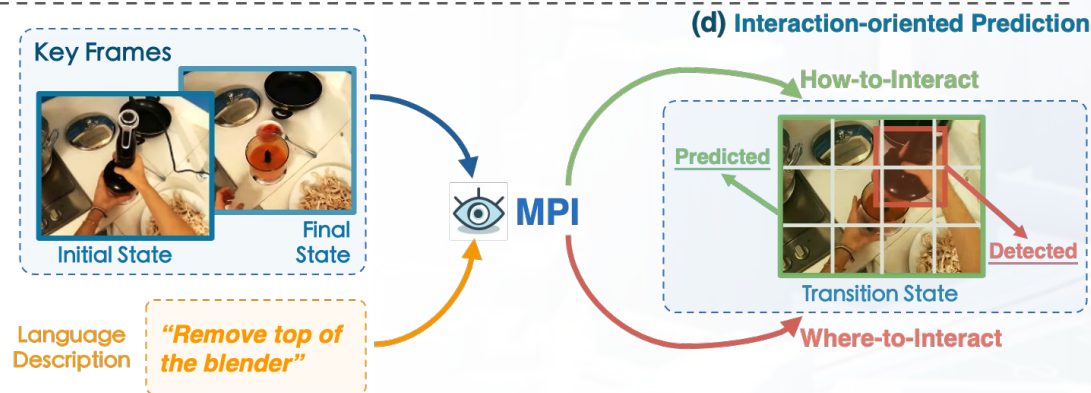 (d) Interaction-oriented Prediction
Key Frames
Initial State
Final
State
Language
Description
“Remove top of
the blender”
MPI
How-to-Interact
Predicted
Detected
Transition State
Where-to-Interact